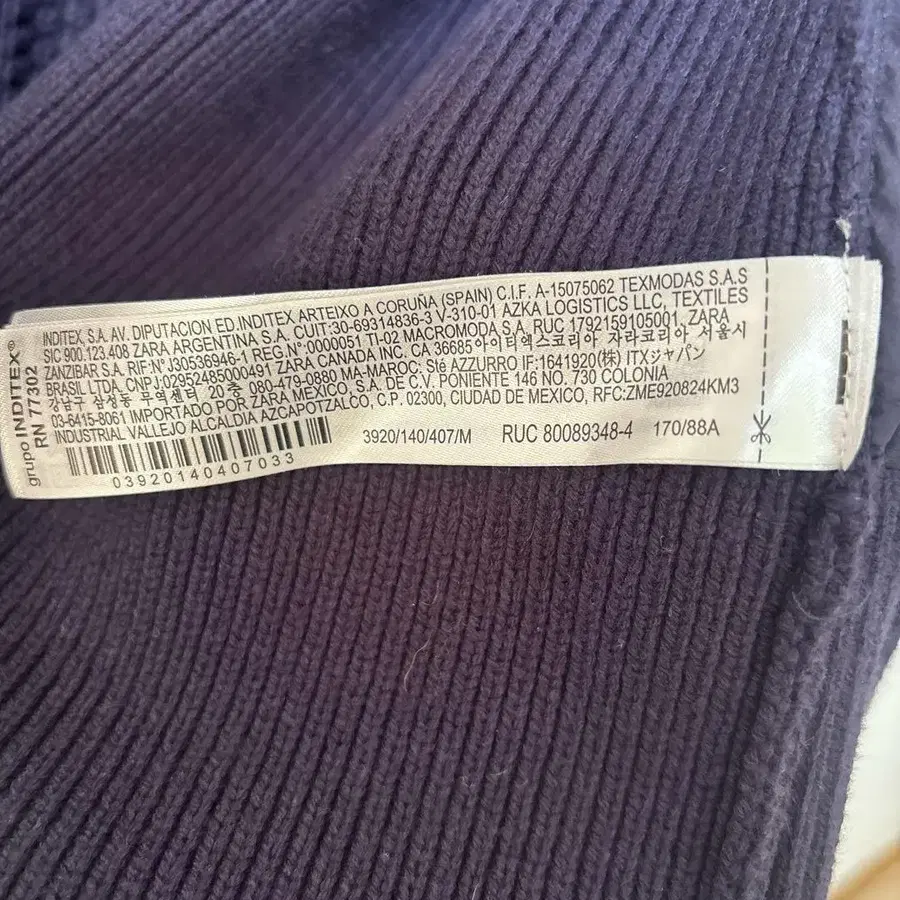 grupo INDITEX®
RN 77302
INDITEX, S.A. AV. DIPUTACION ED.INDITEX ARTEIXO A CORUÑA (SPAIN) C.I.F. A-15075062 TEXMODAS S.A.S
SIC 900.123.408 ZARA ARGENTINA S.A. CUIT:30-69314836-3 V-310-01 AZKA LOGISTICS LLC, TEXTILES
ZANZIBAR S.A. RIF:Nº J30536946-1 REG.Nº:0000051 TI-02 MACROMODA S.A. RUC 1792159105001, ZARA
BRASIL LTDA. CNPJ:02952485000491 ZARA CANADA INC. CA 36685 아이티엑스코리아 자라코리아 서울시
강남구 삼성동 무역센터 20층 080-479-0880 MA-MAROC: Sté AZZURRO IF:1641920(株) ITXジャパン
03-6415-8061 IMPORTADO POR ZARA MEXICO, S.A. DE C.V. PONIENTE 146 NO. 730 COLONIA
INDUSTRIAL VALLEJO ALCALDIA AZCAPOTZALCO, C.P. 02300, CIUDAD DE MEXICO, RFC:ZME920824KM3
3920/140/407/M RUC 80089348-4 170/88A
03920140407033